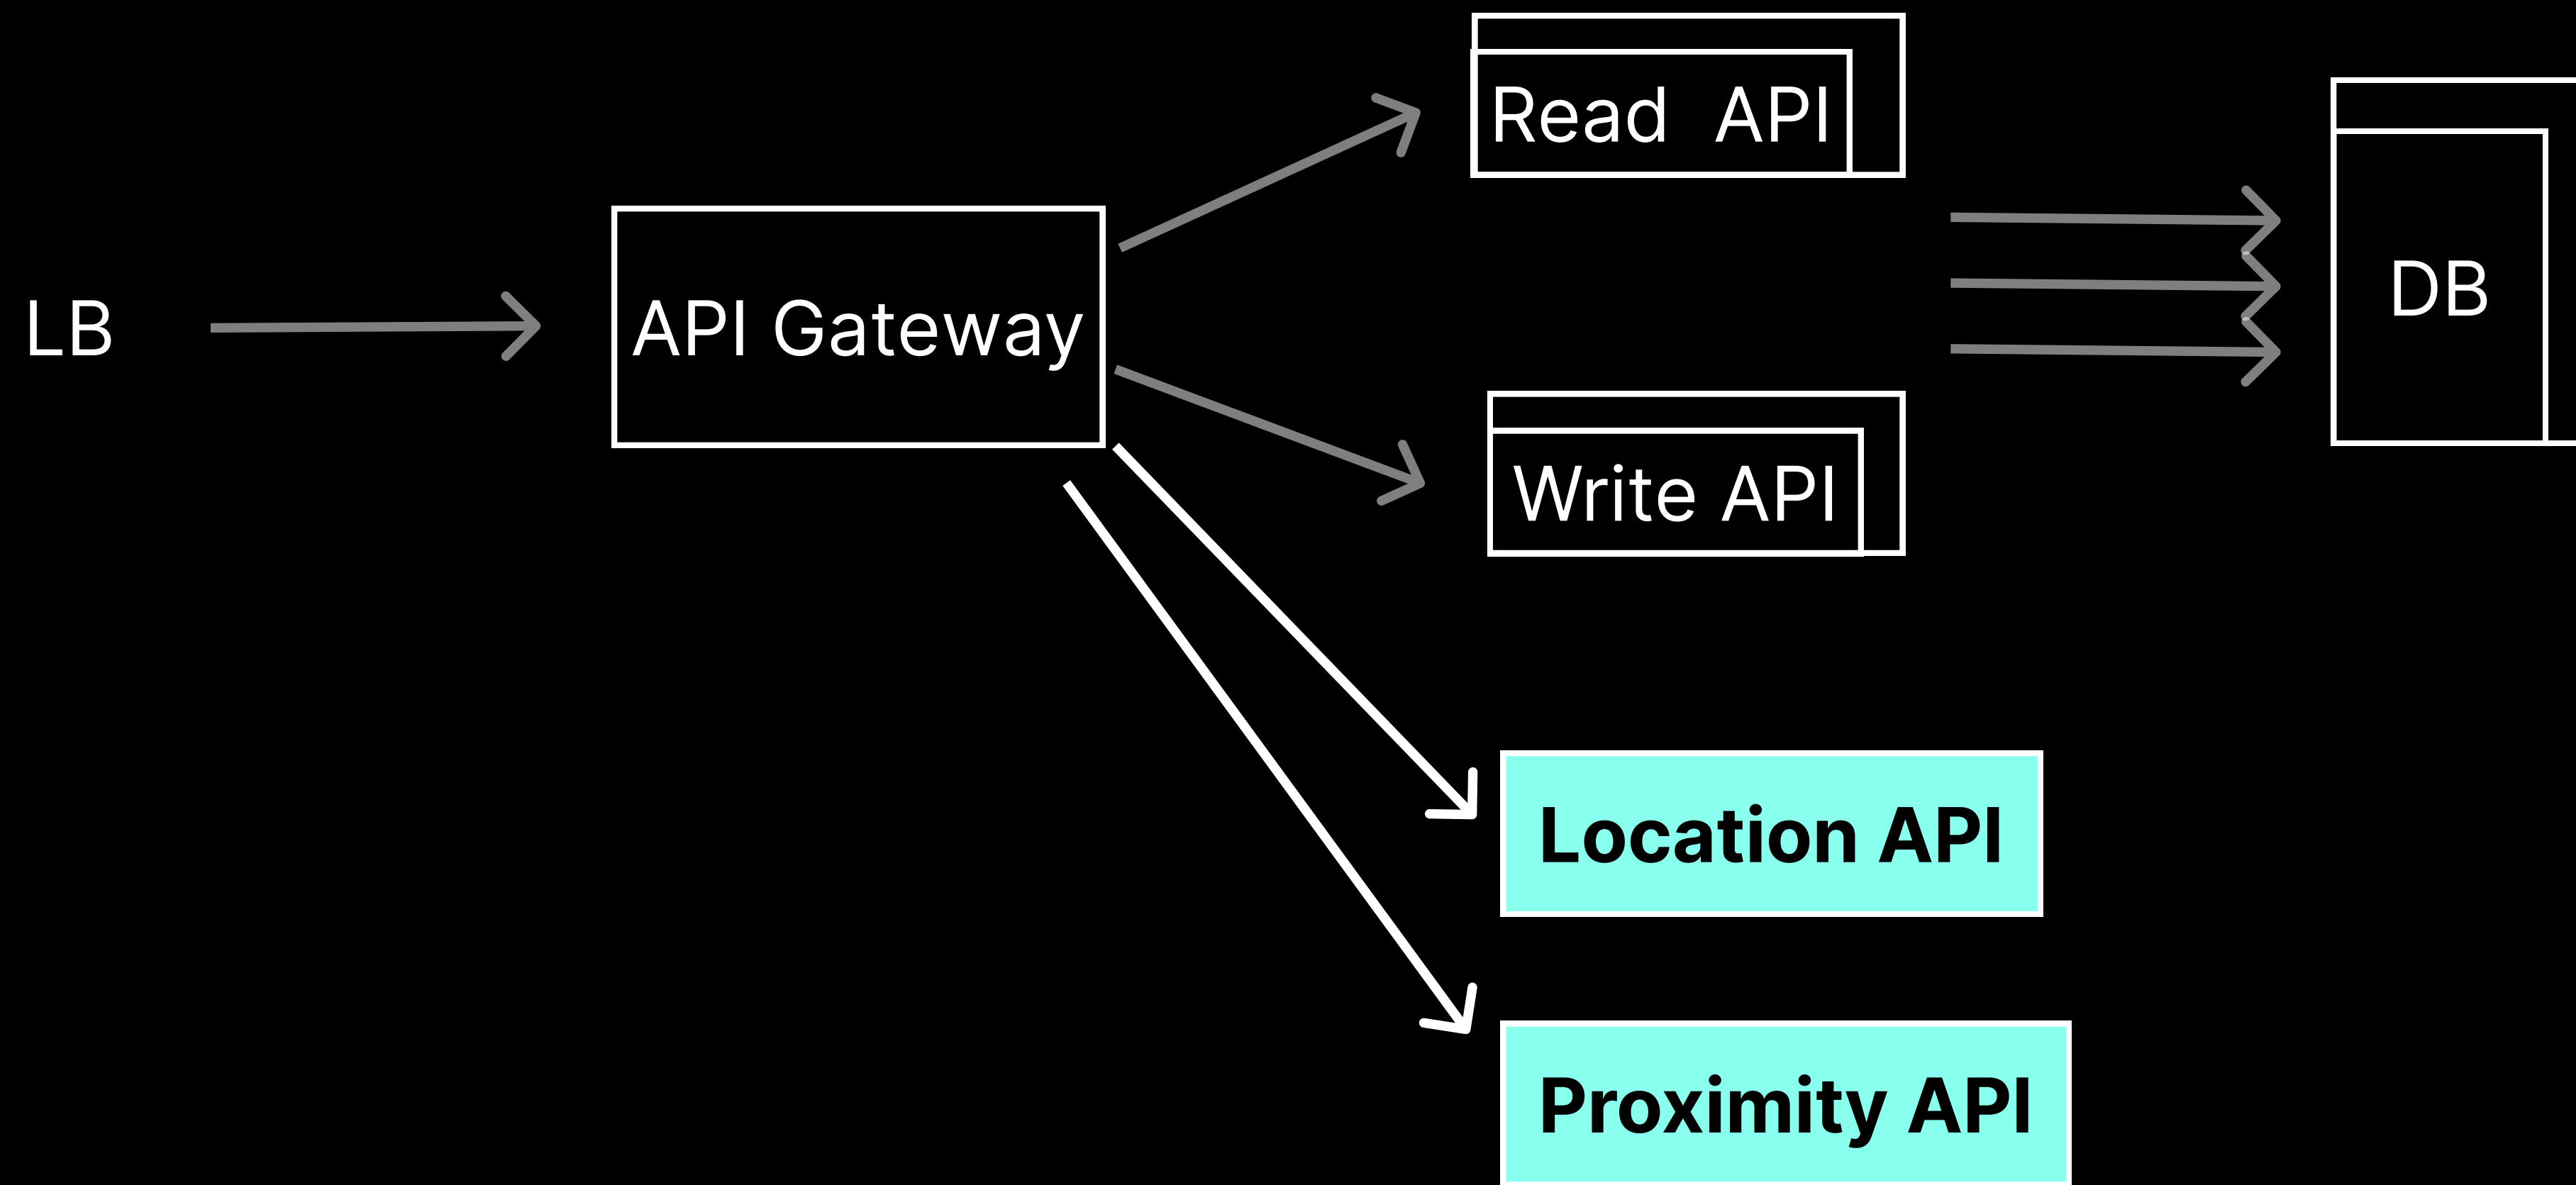 LB
API Gateway
Read API
Write API
DB
Location API
Proximity API